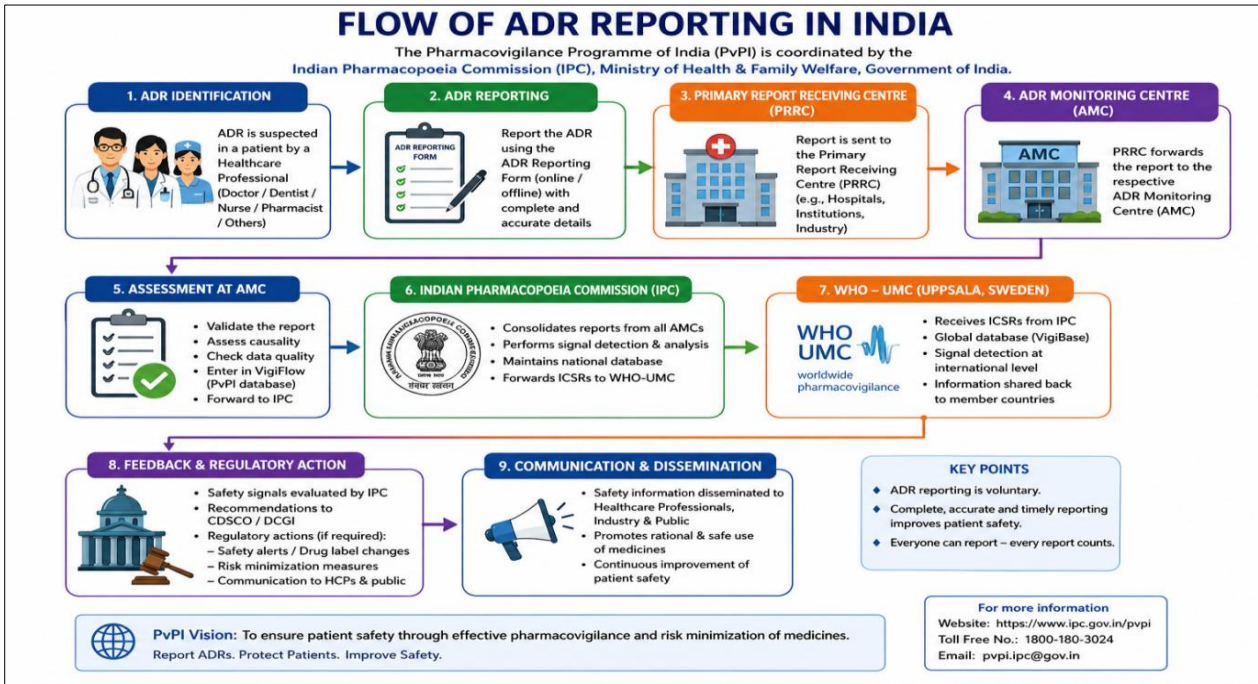 FLOW OF ADR REPORTING IN INDIA
The Pharmacovigilance Programme of India (PvPI) is coordinated by the
Indian Pharmacopoeia Commission (IPC), Ministry of Health & Family Welfare, Government of India.
1. ADR IDENTIFICATION
ADR is suspected
in a patient by a
Healthcare
Professional
(Doctor / Dentist /
Nurse / Pharmacist
/ Others)
2. ADR REPORTING
ADR REPORTING
FORM
Report the ADR
using the
ADR Reporting
Form (online /
offline) with
complete and
accurate details
3. PRIMARY REPORT RECEIVING CENTRE
(PRRC)
Report is sent to
the Primary
Report Receiving
Centre (PRRC)
(e.g., Hospitals,
Institutions,
Industry)
4. ADR MONITORING CENTRE
(AMC)
AMC
PRRC forwards
the report to the
respective
ADR Monitoring
Centre (AMC)
5. ASSESSMENT AT AMC
• Validate the report
• Assess causality
• Check data quality
• Enter in VigiFlow
(PvPI database)
• Forward to IPC
6. INDIAN PHARMACOPOEIA COMMISSION (IPC)
• Consolidates reports from all AMCs
• Performs signal detection & analysis
• Maintains national database
• Forwards ICSRs to WHO-UMC
7. WHO – UMC (UPPSALA, SWEDEN)
WHO
UMC
worldwide
pharmacovigilance
• Receives ICSRs from IPC
• Global database (VigiBase)
• Signal detection at
international level
• Information shared back
to member countries
8. FEEDBACK & REGULATORY ACTION
• Safety signals evaluated by IPC
• Recommendations to
CDSCO / DCGI
• Regulatory actions (if required):
– Safety alerts / Drug label changes
– Risk minimization measures
– Communication to HCPs & public
9. COMMUNICATION & DISSEMINATION
• Safety information disseminated to
Healthcare Professionals,
Industry & Public
• Promotes rational & safe use
of medicines
• Continuous improvement of
patient safety
KEY POINTS
◆ ADR reporting is voluntary.
◆ Complete, accurate and timely reporting
improves patient safety.
◆ Everyone can report – every report counts.
PvPI Vision: To ensure patient safety through effective pharmacovigilance and risk minimization of medicines.
Report ADRs. Protect Patients. Improve Safety.
For more information
Website: https://www.ipc.gov.in/pvpi
Toll Free No.: 1800-180-3024
Email: pvpi.ipc@gov.in